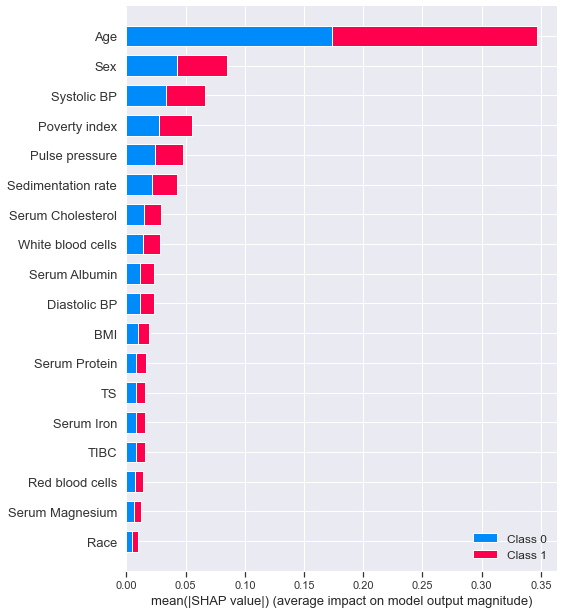 Age
Sex
Systolic BP
Poverty index
Pulse pressure
Sedimentation rate
Serum Cholesterol
White blood cells
Serum Albumin
Diastolic BP
BMI
Serum Protein
TS
Serum Iron
TIBC
Red blood cells
Serum Magnesium
Race
Class 0
Class 1
0.00 0.05 0.10 0.15 0.20 0.25 0.30 0.35
mean(|SHAP value|) (average impact on model output magnitude)